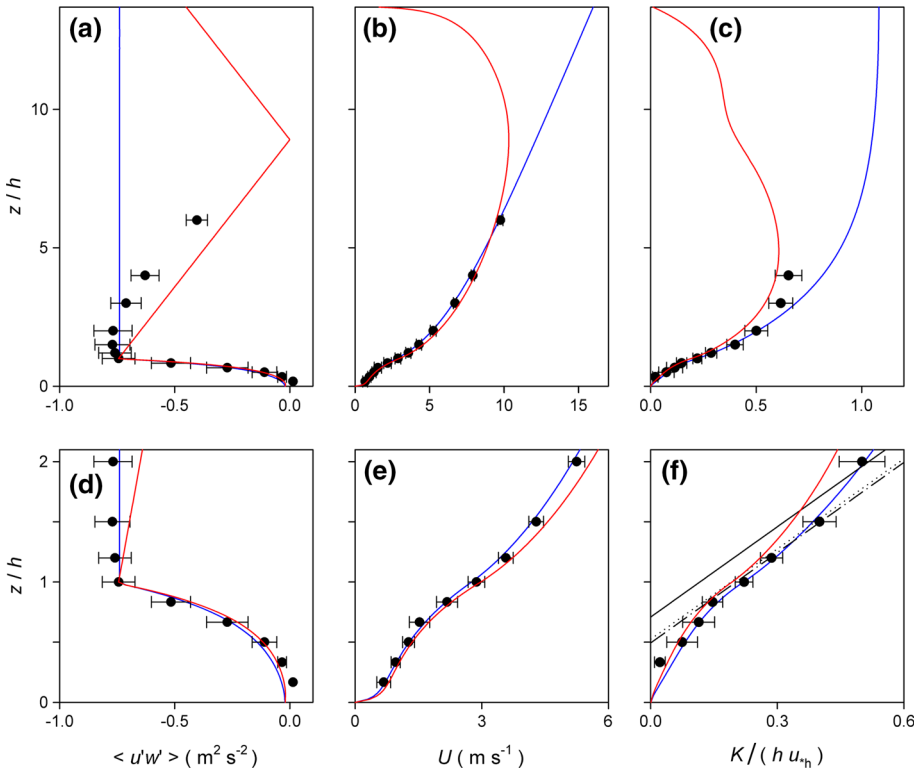 (a)
(b)
(c)
z / h
10
5
0
-1.0
-0.5
0.0
0
5
10
15
0.0
0.5
1.0
(d)
(e)
(f)
z / h
2
1
0
-1.0
-0.5
0.0
0
3
6
0.0
0.3
0.6
< u'w' > ( m² s⁻² )
U ( m s⁻¹ )
K / ( h u*h )